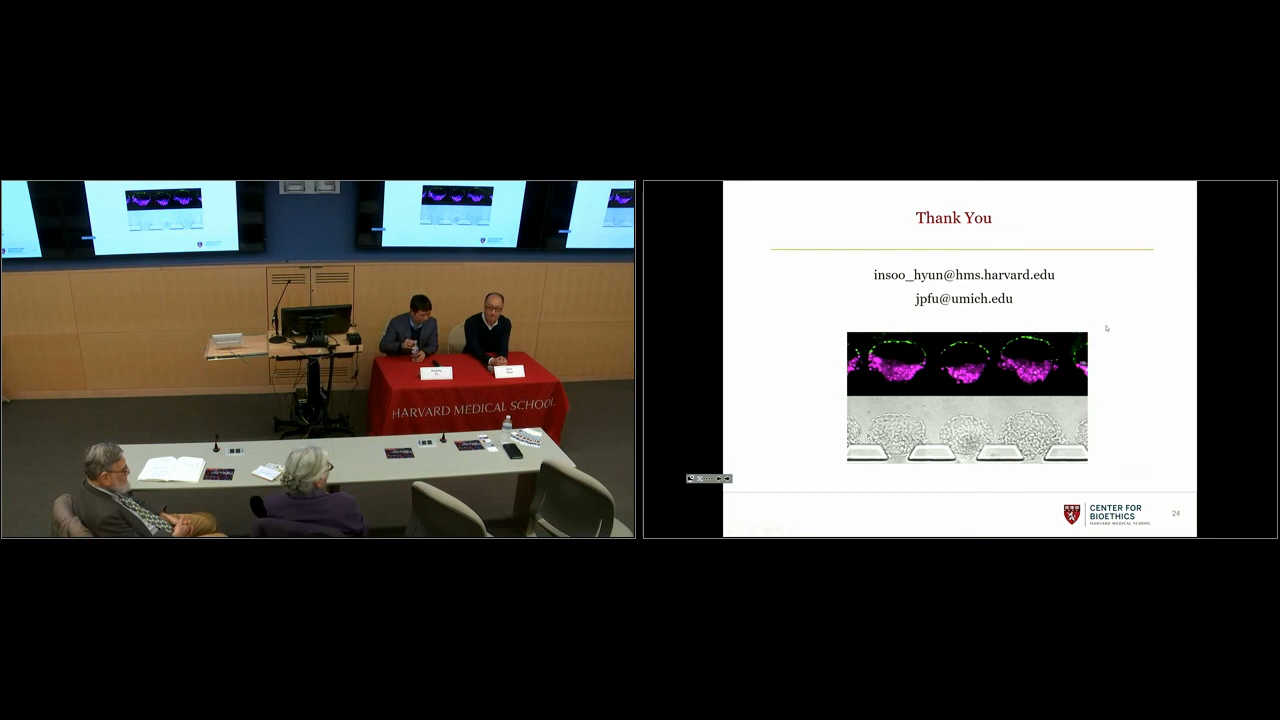 HARVARD MEDICAL SCHOOL
Thank You
insoo_hyun@hms.harvard.edu
jpfu@umich.edu
CENTER FOR
BIOETHICS
HARVARD MEDICAL SCHOOL
24